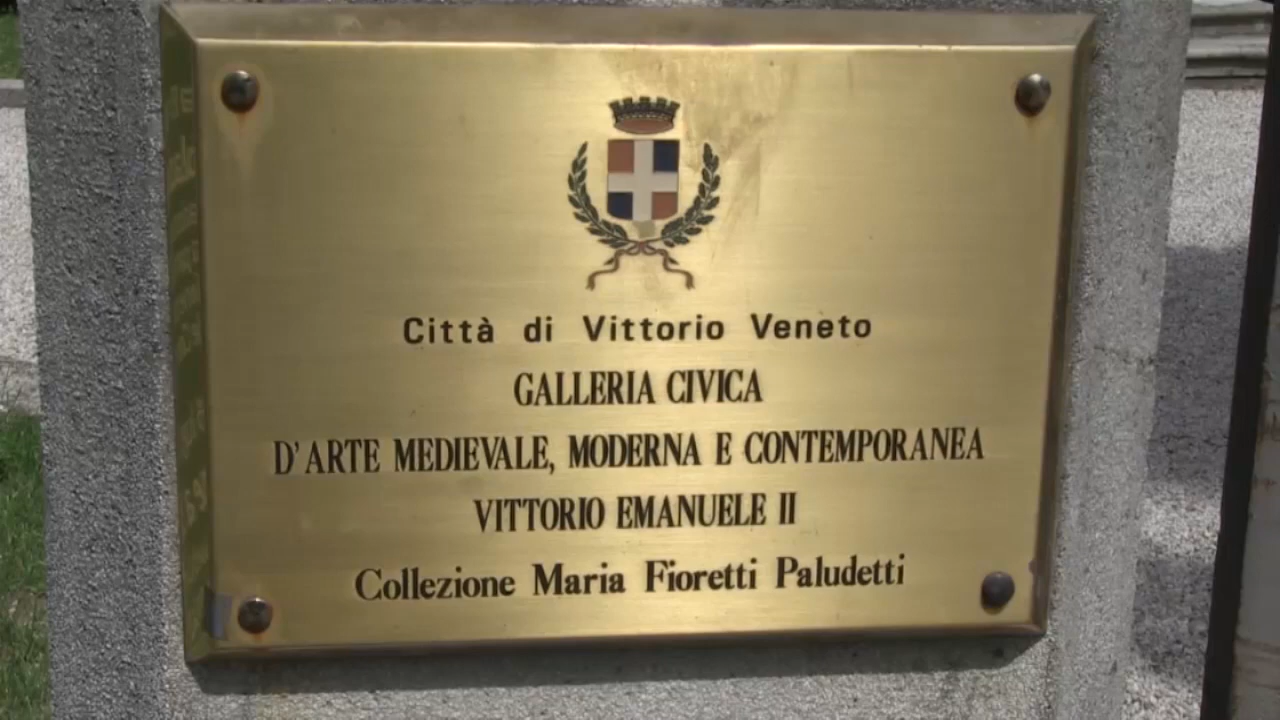 Città di Vittorio Veneto
GALLERIA CIVICA
D'ARTE MEDIEVALE, MODERNA E CONTEMPORANEA
VITTORIO EMANUELE II
Collezione Maria Fioretti Paludetti